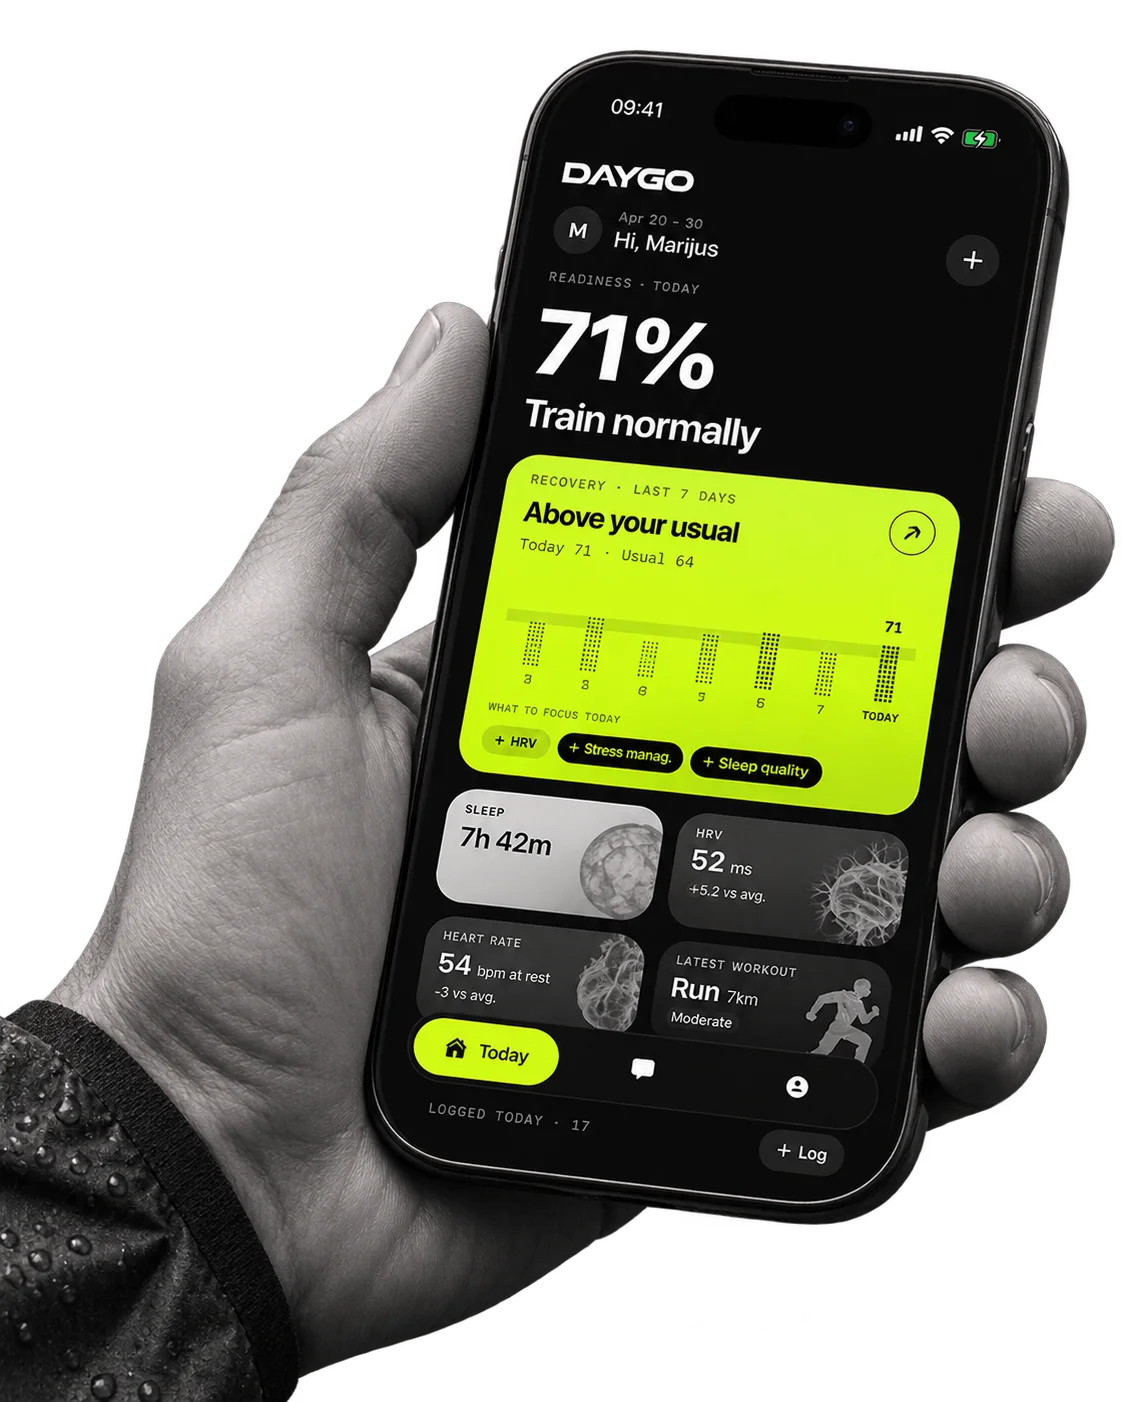 09:41
DAYGO
M
Apr 20 - 30
Hi, Marijus
READINESS · TODAY
71%
Train normally
RECOVERY · LAST 7 DAYS
Above your usual
Today 71 · Usual 64
71
5
6
7
TODAY
WHAT TO FOCUS TODAY
+ HRV
+ Stress manag.
+ Sleep quality
SLEEP
7h 42m
HRV
52 ms
+5.2 vs avg.
HEART RATE
54 bpm at rest
-3 vs avg.
LATEST WORKOUT
Run 7km
Moderate
Today
LOGGED TODAY · 17
+ Log